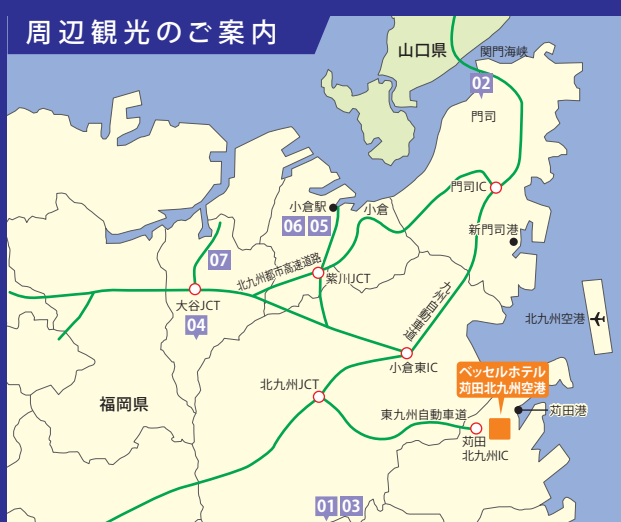 周辺観光のご案内
山口県
関門海峡
02
門司
門司IC
小倉駅
小倉
06 05
新門司港
07
北九州都市高速道路
紫川JCT
大谷JCT
04
九州自動車道
北九州空港
小倉東IC
ベッセルホテル
苅田北九州空港
北九州JCT
福岡県
東九州自動車道
苅田港
苅田
北九州IC
01 03